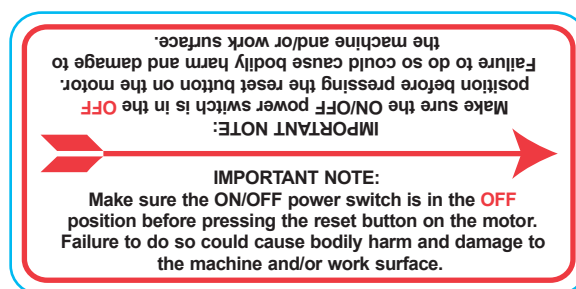 IMPORTANT NOTE:
Make sure the ON/OFF power switch is in the OFF
position before pressing the reset button on the motor.
Failure to do so could cause bodily harm and damage to
the machine and/or work surface.
IMPORTANT NOTE:
Make sure the ON/OFF power switch is in the OFF
position before pressing the reset button on the motor.
Failure to do so could cause bodily harm and damage to
the machine and/or work surface.